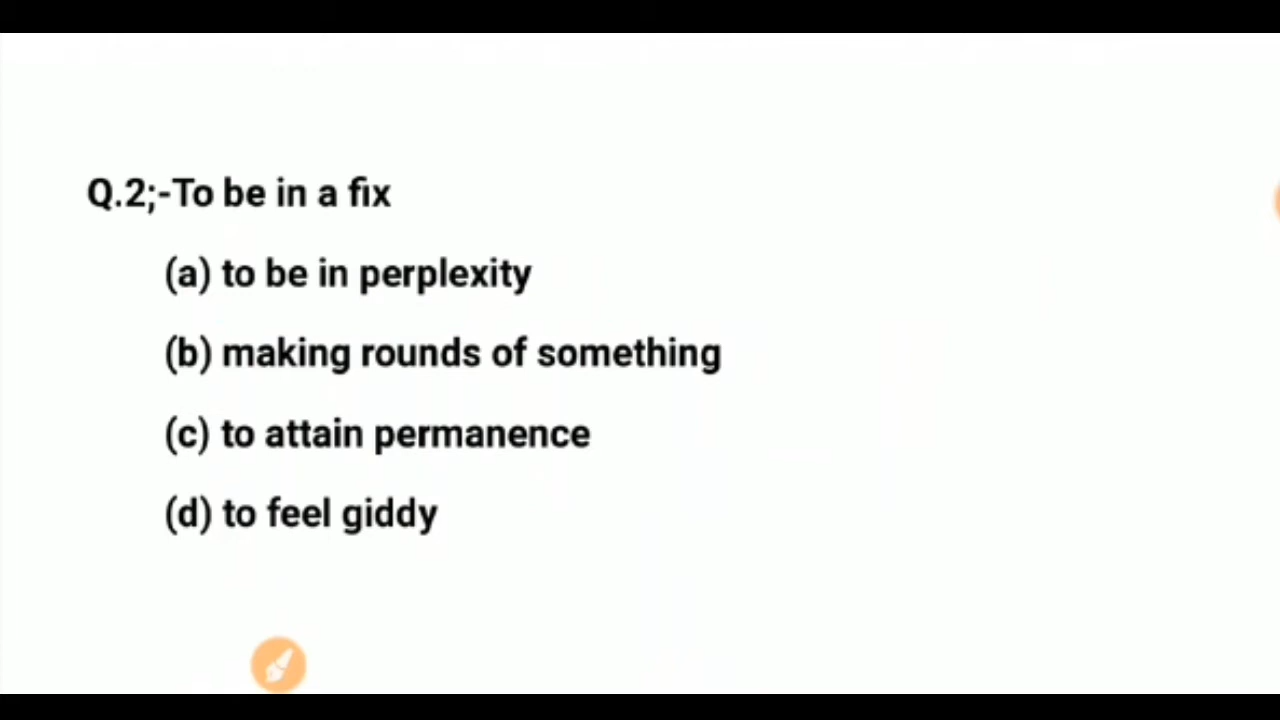 Q.2;-To be in a fix
(a) to be in perplexity
(b) making rounds of something
(c) to attain permanence
(d) to feel giddy